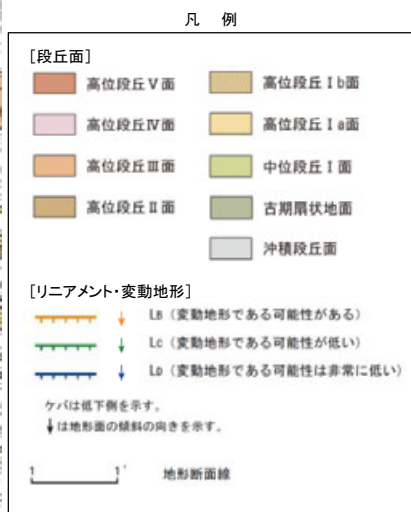 凡 例
[段丘面]
高位段丘Ⅴ面
高位段丘Ⅰb面
高位段丘Ⅳ面
高位段丘Ⅰa面
高位段丘Ⅲ面
中位段丘Ⅰ面
高位段丘Ⅱ面
古期扇状地面
沖積段丘面
[リニアメント・変動地形]
LB (変動地形である可能性がある)
LC (変動地形である可能性が低い)
LD (変動地形である可能性は非常に低い)
ケバは低下側を示す。
↓は地形面の傾斜の向きを示す。
1 1' 地形断面線